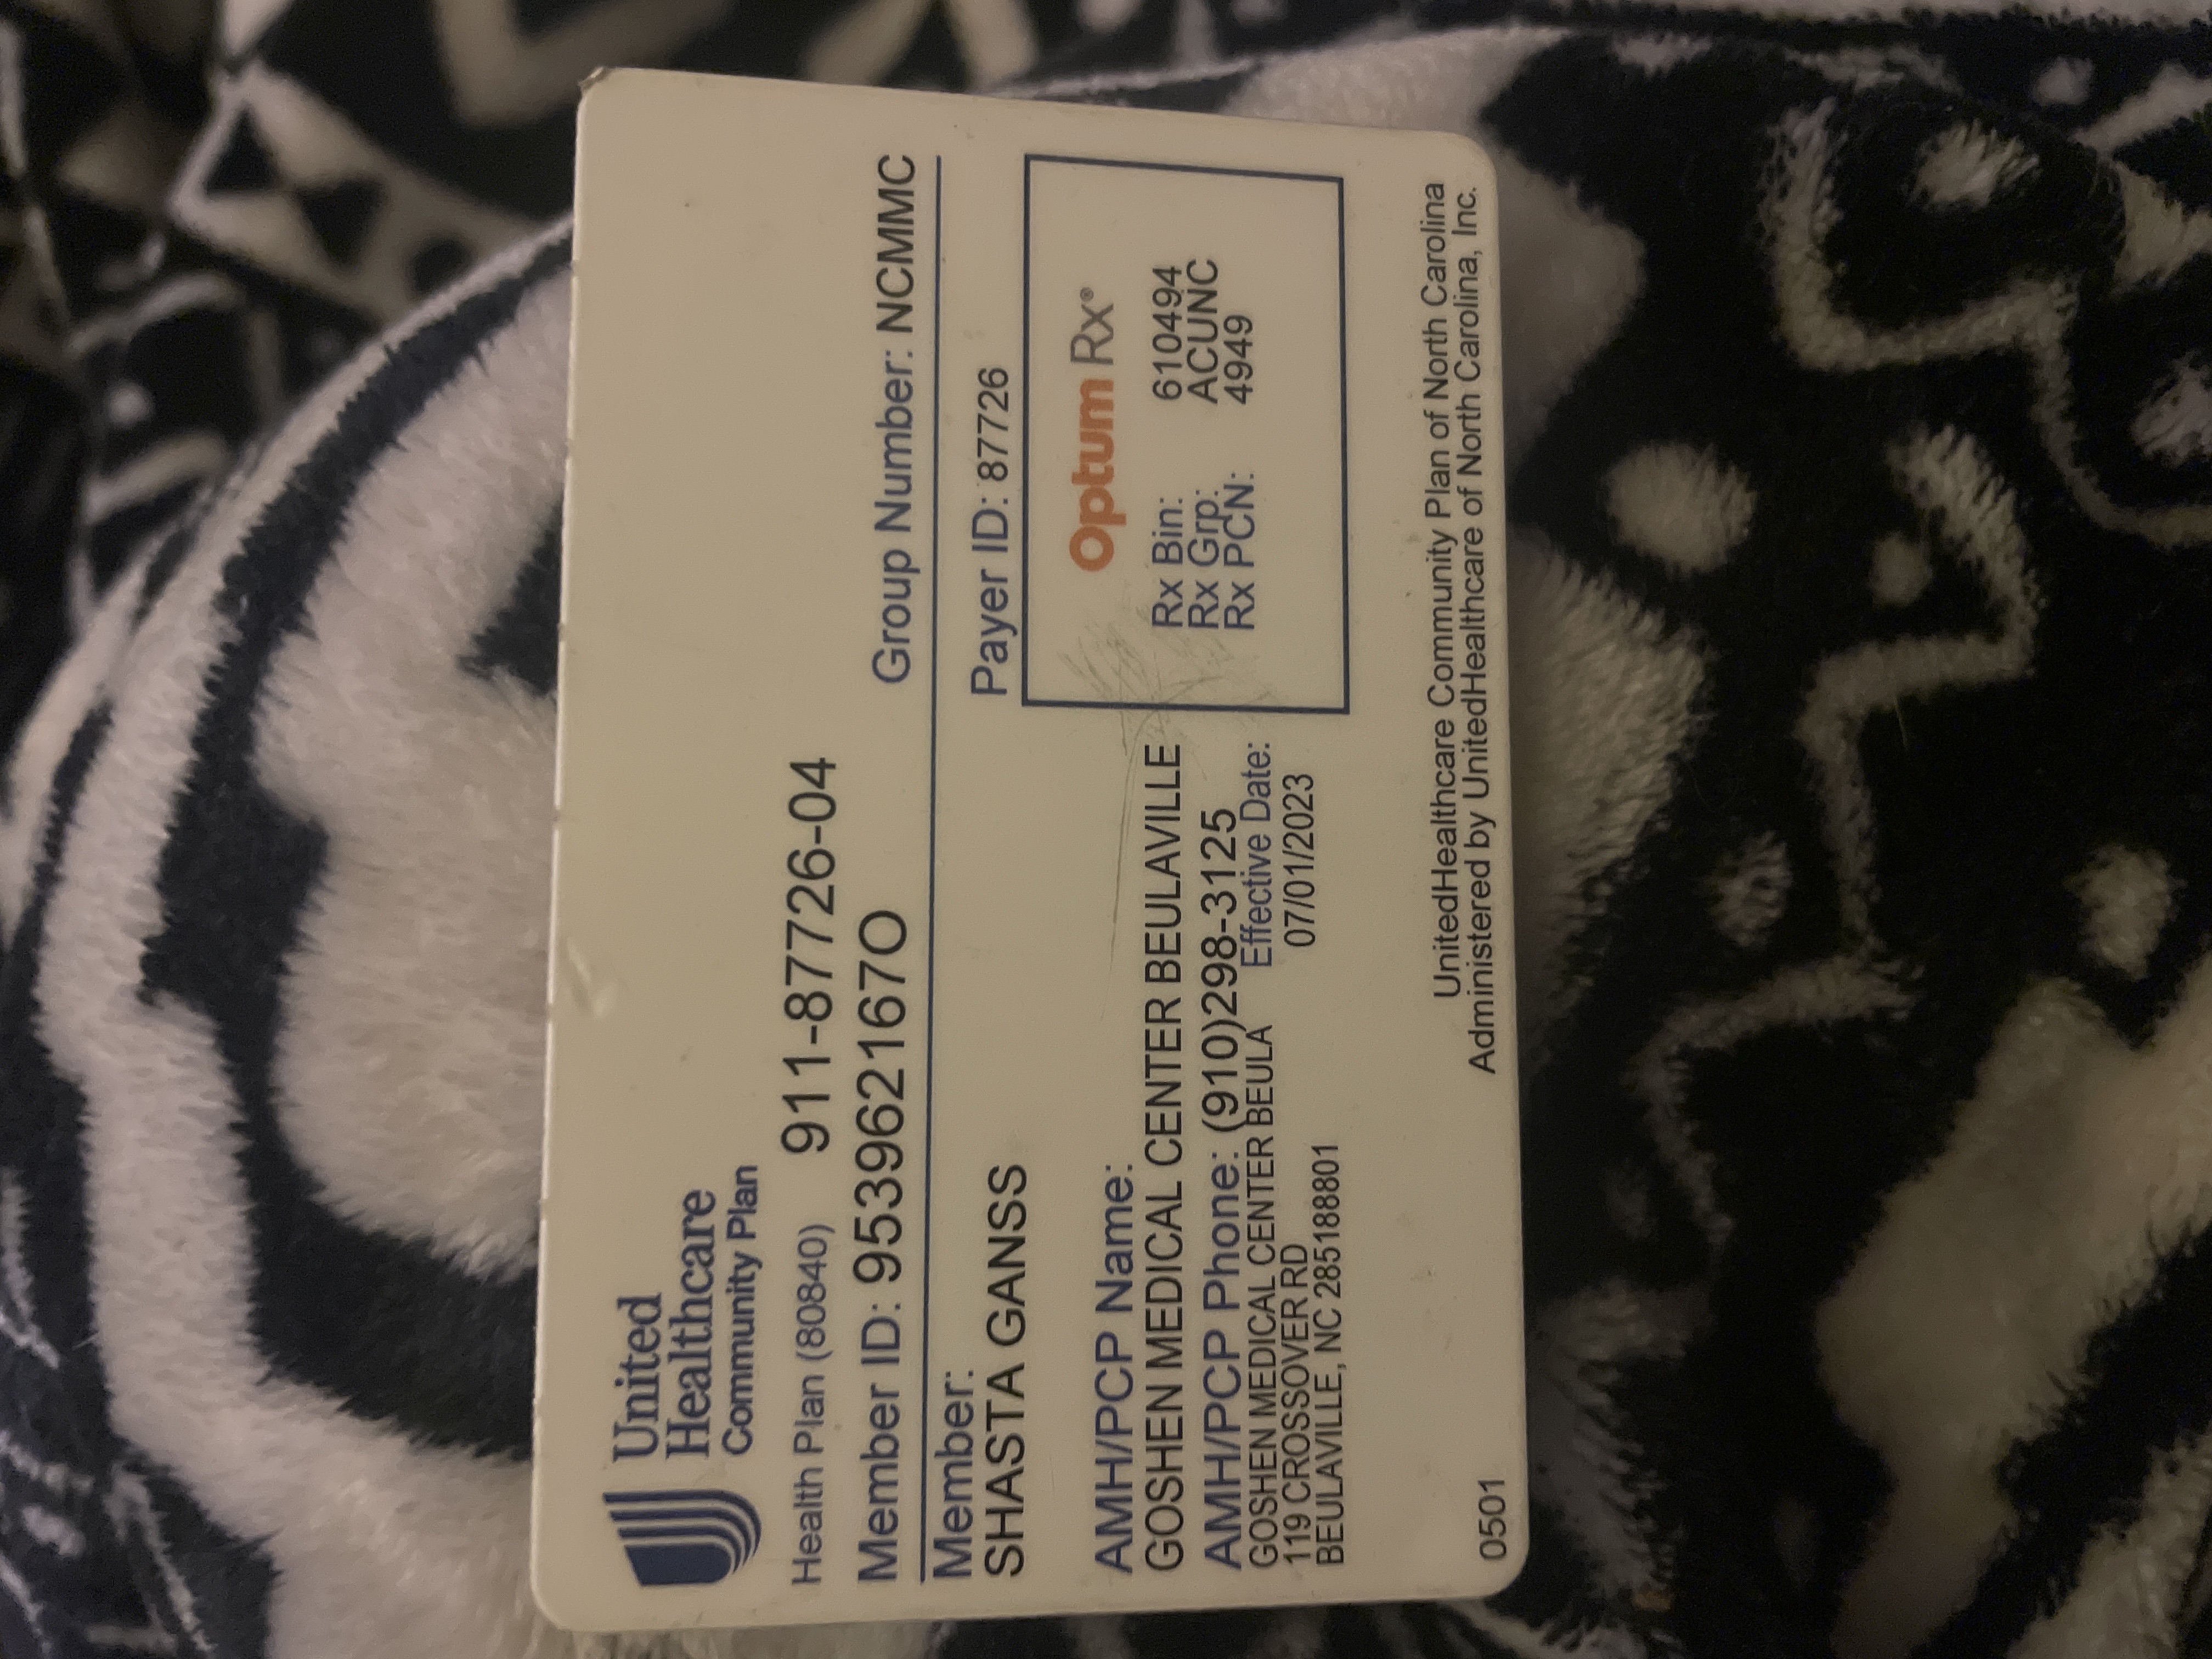 United
Healthcare
Community Plan
Health Plan (80840) 911-87726-04
Member ID: 953962167O Group Number: NCMMMC
Member:
SHASTA GANSS
Payer ID: 87726
AMH/PCP Name:
GOSHEN MEDICAL CENTER BEULAVILLE
AMH/PCP Phone: (910)298-3125
GOSHEN MEDICAL CENTER BEULA
119 CROSSOVER RD
BEULAVILLE, NC 285188801
Effective Date:
07/01/2023
Optum Rx®
Rx Bin: 610494
Rx Grp: ACUNC
Rx PCN: 4949
0501
UnitedHealthcare Community Plan of North Carolina
Administered by UnitedHealthcare of North Carolina, Inc.